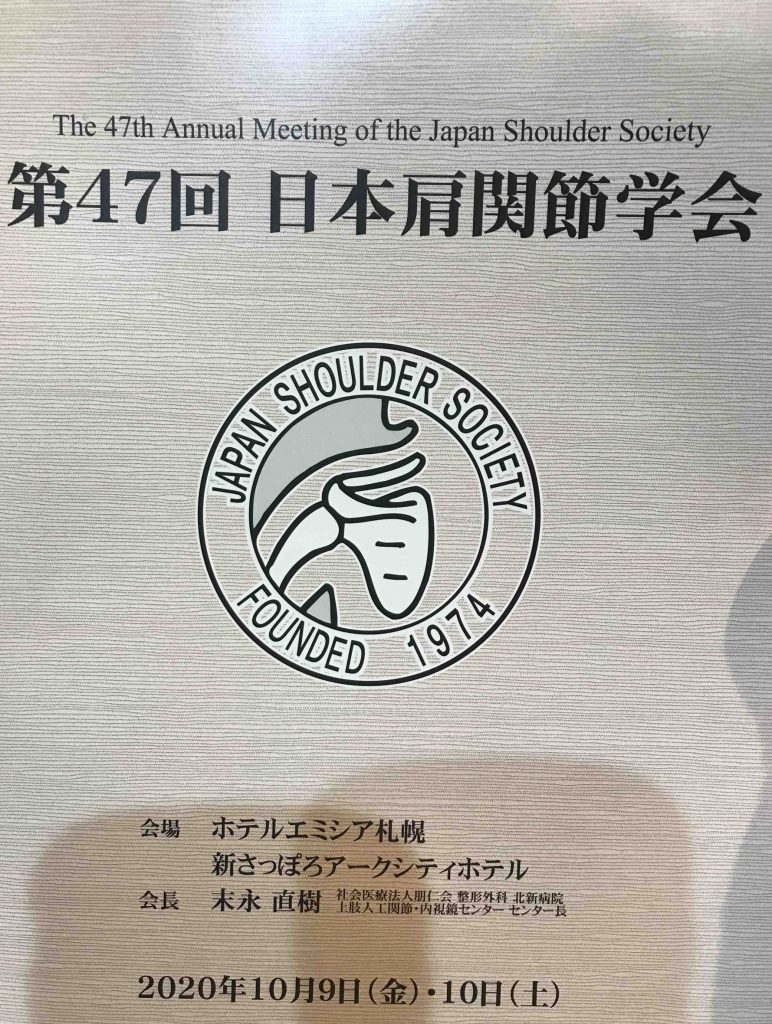 The 47th Annual Meeting of the Japan Shoulder Society
第47回 日本肩関節学会
JAPAN SHOULDER SOCIETY
FOUNDED 1974
会場 ホテルエミシア札幌
新さっぽろアークシティホテル
会長 末永 直樹 社会医療法人朋仁会 整形外科 北新病院
上肢人工関節・内視鏡センター センター長
2020年10月9日(金)・10日(土)